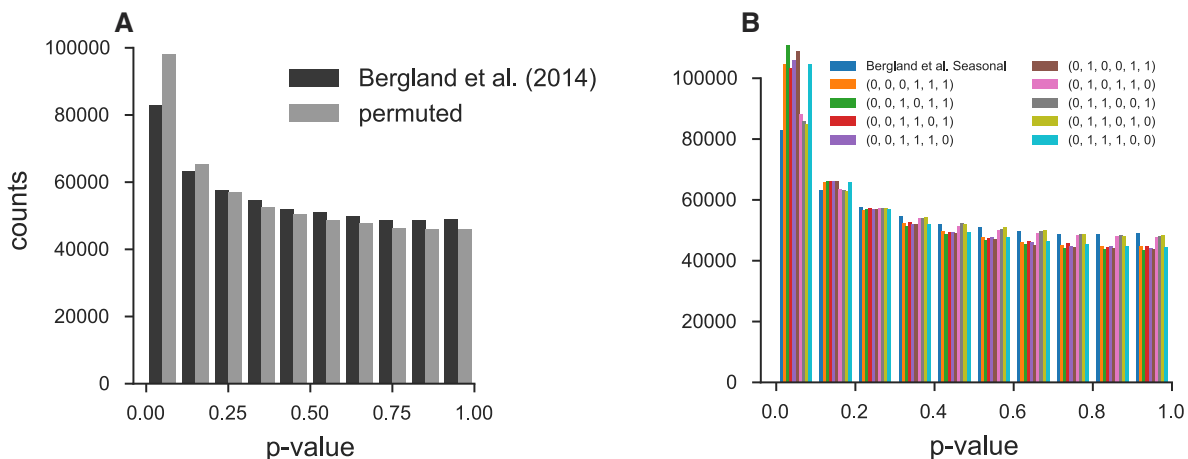 A
100000
80000
60000
40000
20000
0
counts
0.00
0.25
0.50
0.75
1.00
p-value
Bergland et al. (2014)
permuted
B
100000
80000
60000
40000
20000
0
0.0
0.2
0.4
0.6
0.8
1.0
p-value
Bergland et al. Seasonal
(0, 0, 0, 1, 1, 1)
(0, 0, 1, 0, 1, 1)
(0, 0, 1, 1, 0, 1)
(0, 0, 1, 1, 1, 0)
(0, 1, 0, 0, 1, 1)
(0, 1, 0, 1, 1, 0)
(0, 1, 1, 0, 0, 1)
(0, 1, 1, 0, 1, 0)
(0, 1, 1, 1, 0, 0)